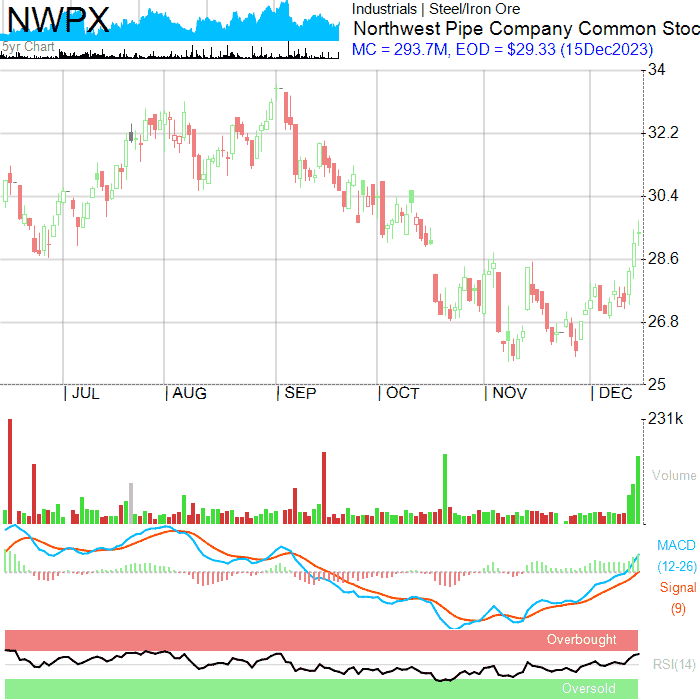 NWPX
5yr Chart
Industrials | Steel/Iron Ore
Northwest Pipe Company Common Stoc
MC = 293.7M, EOD = $29.33 (15Dec2023)
34
32.2
30.4
28.6
26.8
25
| JUL | AUG | SEP | OCT | NOV | DEC
231k
Volume
MACD
(12-26)
Signal
(9)
Overbought
RSI(14)
Oversold